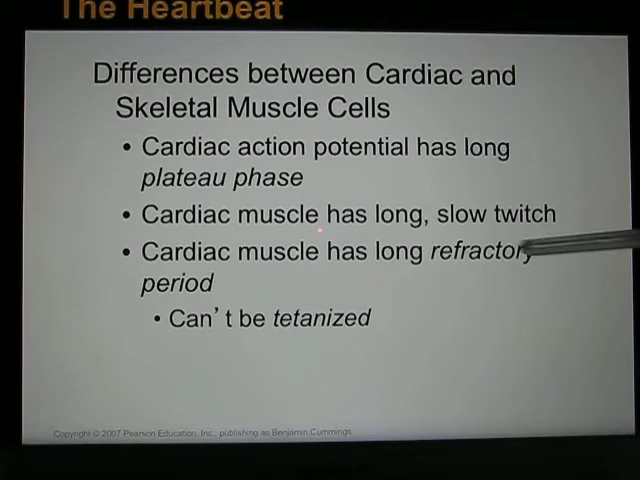 The Heartbeat
Differences between Cardiac and
Skeletal Muscle Cells
• Cardiac action potential has long
plateau phase
• Cardiac muscle has long, slow twitch
• Cardiac muscle has long refractory
period
• Can't be tetanized
Copyright © 2007 Pearson Education, Inc., publishing as Benjamin Cummings